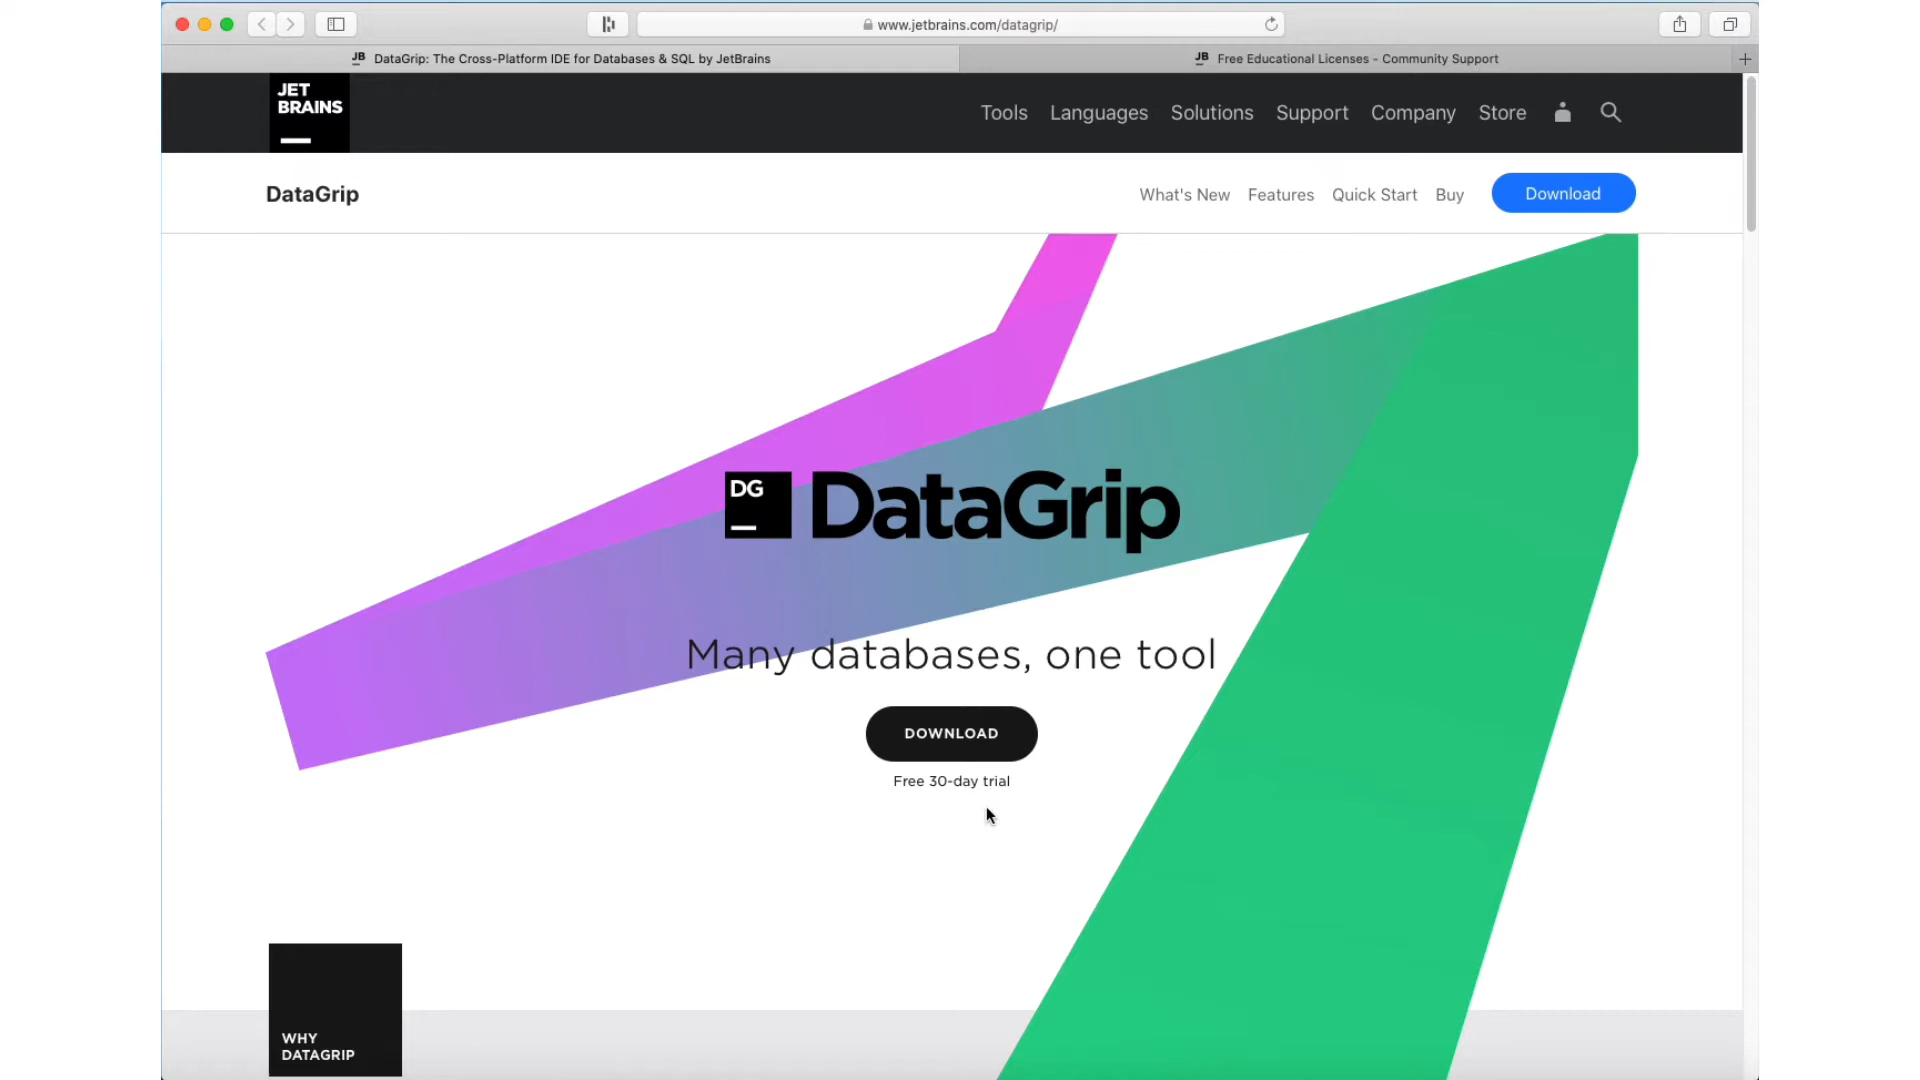 www.jetbrains.com/datagrip/
JB DataGrip: The Cross-Platform IDE for Databases & SQL by JetBrains
JB Free Educational Licenses - Community Support
JET
BRAINS
Tools Languages Solutions Support Company Store
DataGrip
What's New Features Quick Start Buy Download
DG DataGrip
Many databases, one tool
DOWNLOAD
Free 30-day trial
WHY
DATAGRIP